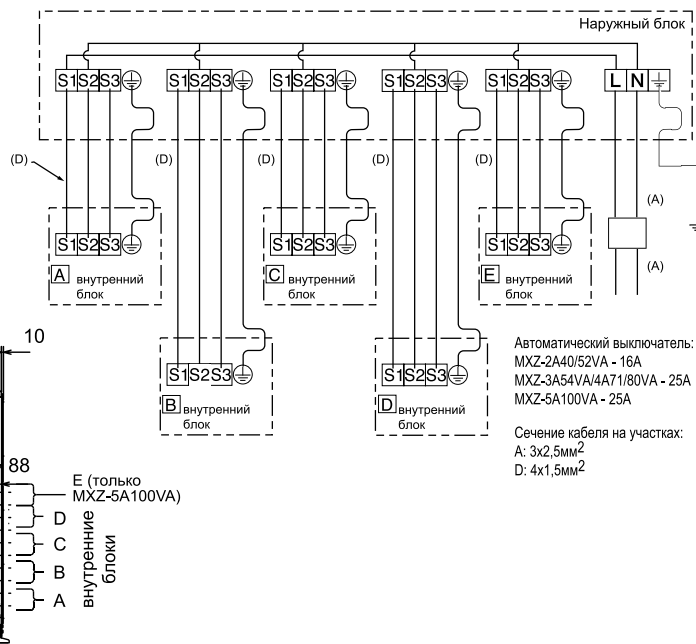 Наружный блок
S1 S2 S3 S1 S2 S3 S1 S2 S3 S1 S2 S3 S1 S2 S3 L N
(D) (D) (D) (D) (D)
(A)
(A)
S1 S2 S3 S1 S2 S3 S1 S2 S3
A внутренний
блок
C внутренний
блок
E внутренний
блок
S1 S2 S3 S1 S2 S3
B внутренний
блок
D внутренний
блок
Автоматический выключатель:
MXZ-2A40/52VA - 16A
MXZ-3A54VA/4A71/80VA - 25A
MXZ-5A100VA - 25A
Сечение кабеля на участках:
A: 3x2,5мм2
D: 4x1,5мм2
10
88
E (только
MXZ-5A100VA)
D
C
B
A
внутренние
блоки